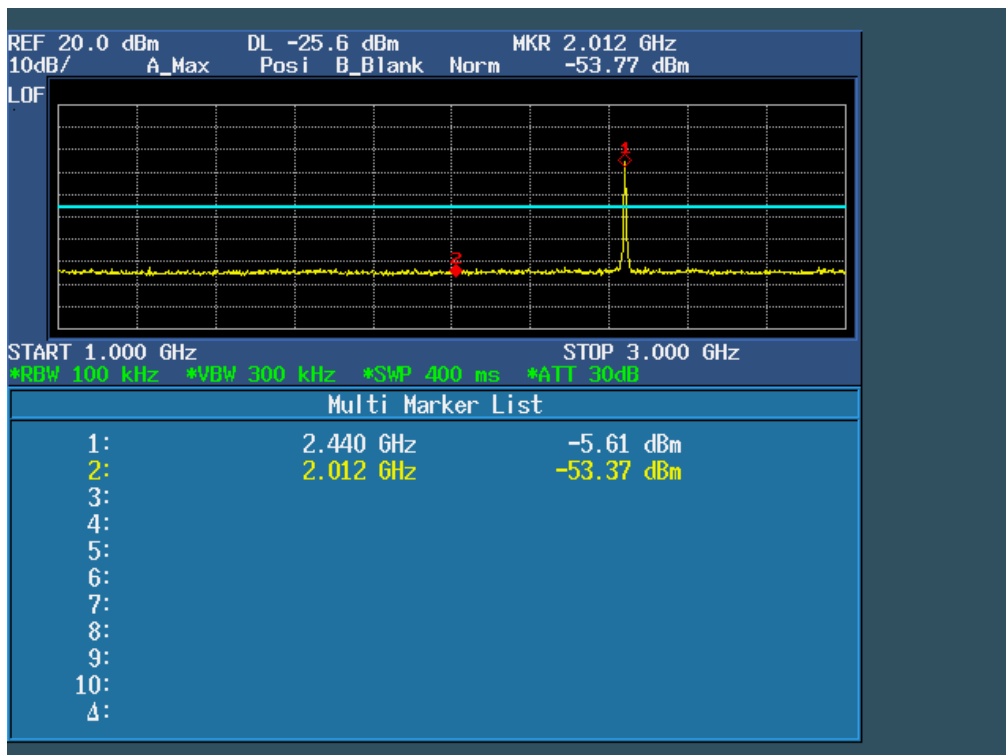 REF 20.0 dBm DL -25.6 dBm MKR 2.012 GHz
10dB/ A_Max Posi B_Blank Norm -53.77 dBm
LOF
1
2
START 1.000 GHz STOP 3.000 GHz
*RBW 100 kHz *VBW 300 kHz *SWP 400 ms *ATT 30dB
Multi Marker List
1: 2.440 GHz -5.61 dBm
2: 2.012 GHz -53.37 dBm
3:
4:
5:
6:
7:
8:
9:
10:
Δ: